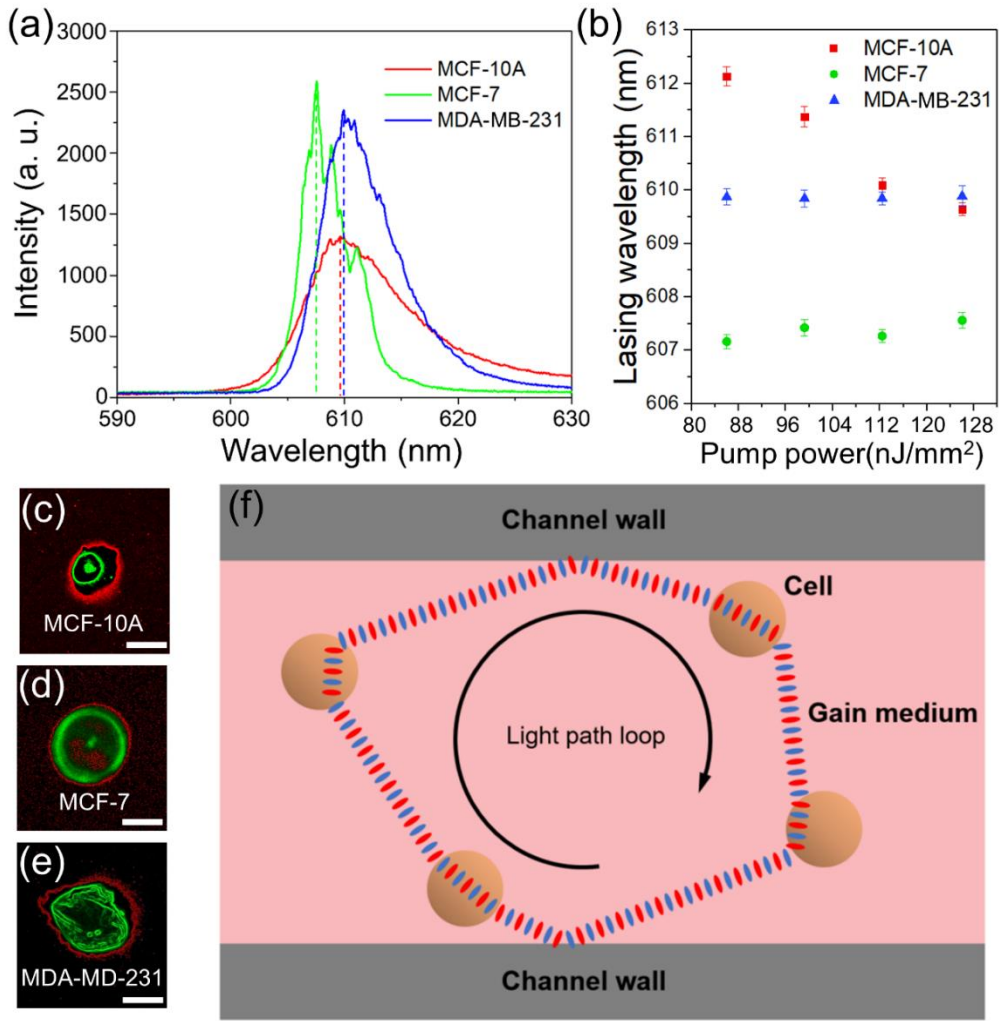 (a)
Intensity (a. u.)
3000
2500
2000
1500
1000
500
0
590
600
610
620
630
Wavelength (nm)
MCF-10A
MCF-7
MDA-MB-231
(b)
Lasing wavelength (nm)
613
612
611
610
609
608
607
606
80
88
96
104
112
120
128
Pump power(nJ/mm²)
MCF-10A
MCF-7
MDA-MB-231
(c)
MCF-10A
(d)
MCF-7
(e)
MDA-MD-231
(f)
Channel wall
Cell
Gain medium
Light path loop
Channel wall